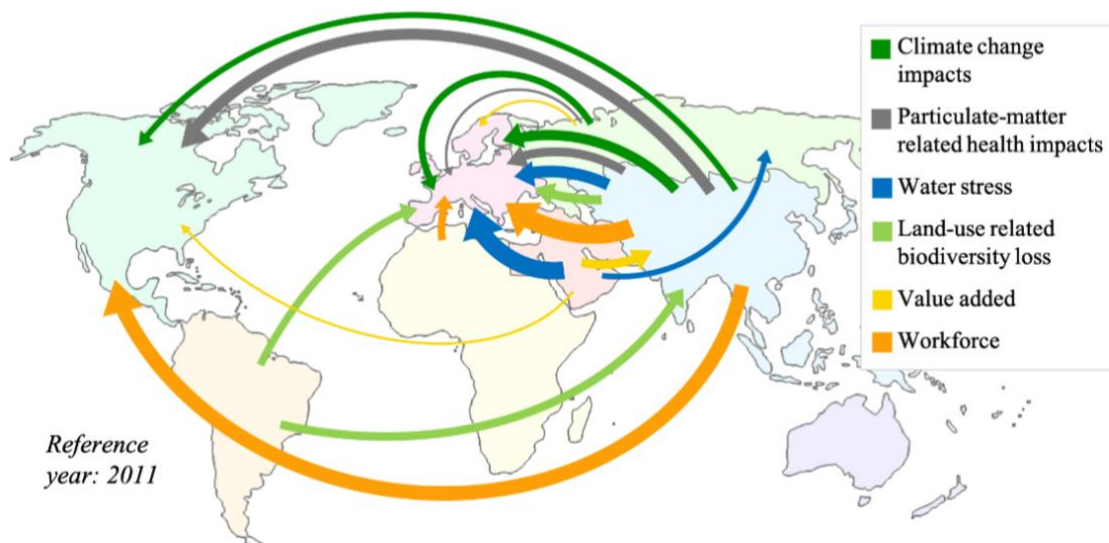 Climate change
impacts
Particulate-matter
related health impacts
Water stress
Land-use related
biodiversity loss
Value added
Workforce
Reference
year: 2011